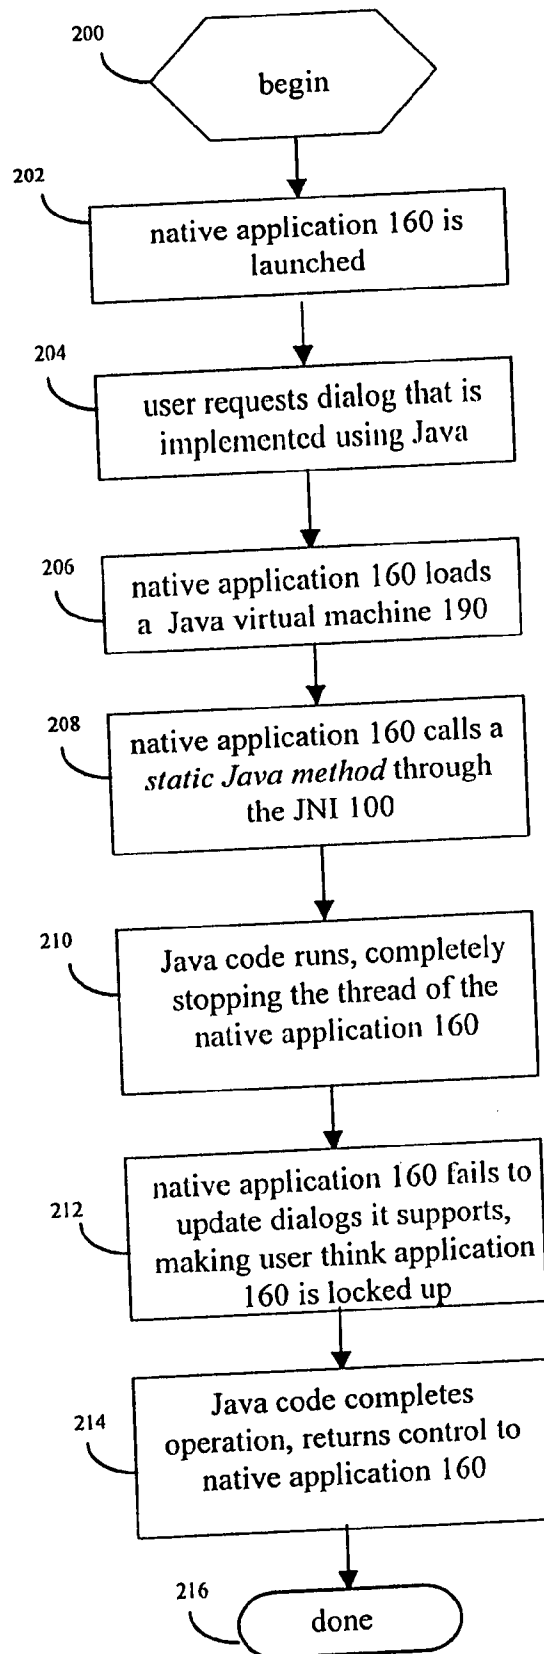 200
begin
202
native application 160 is
launched
204
user requests dialog that is
implemented using Java
206
native application 160 loads
a Java virtual machine 190
208
native application 160 calls a
static Java method through
the JNI 100
210
Java code runs, completely
stopping the thread of the
native application 160
212
native application 160 fails to
update dialogs it supports,
making user think application
160 is locked up
214
Java code completes
operation, returns control to
native application 160
216
done